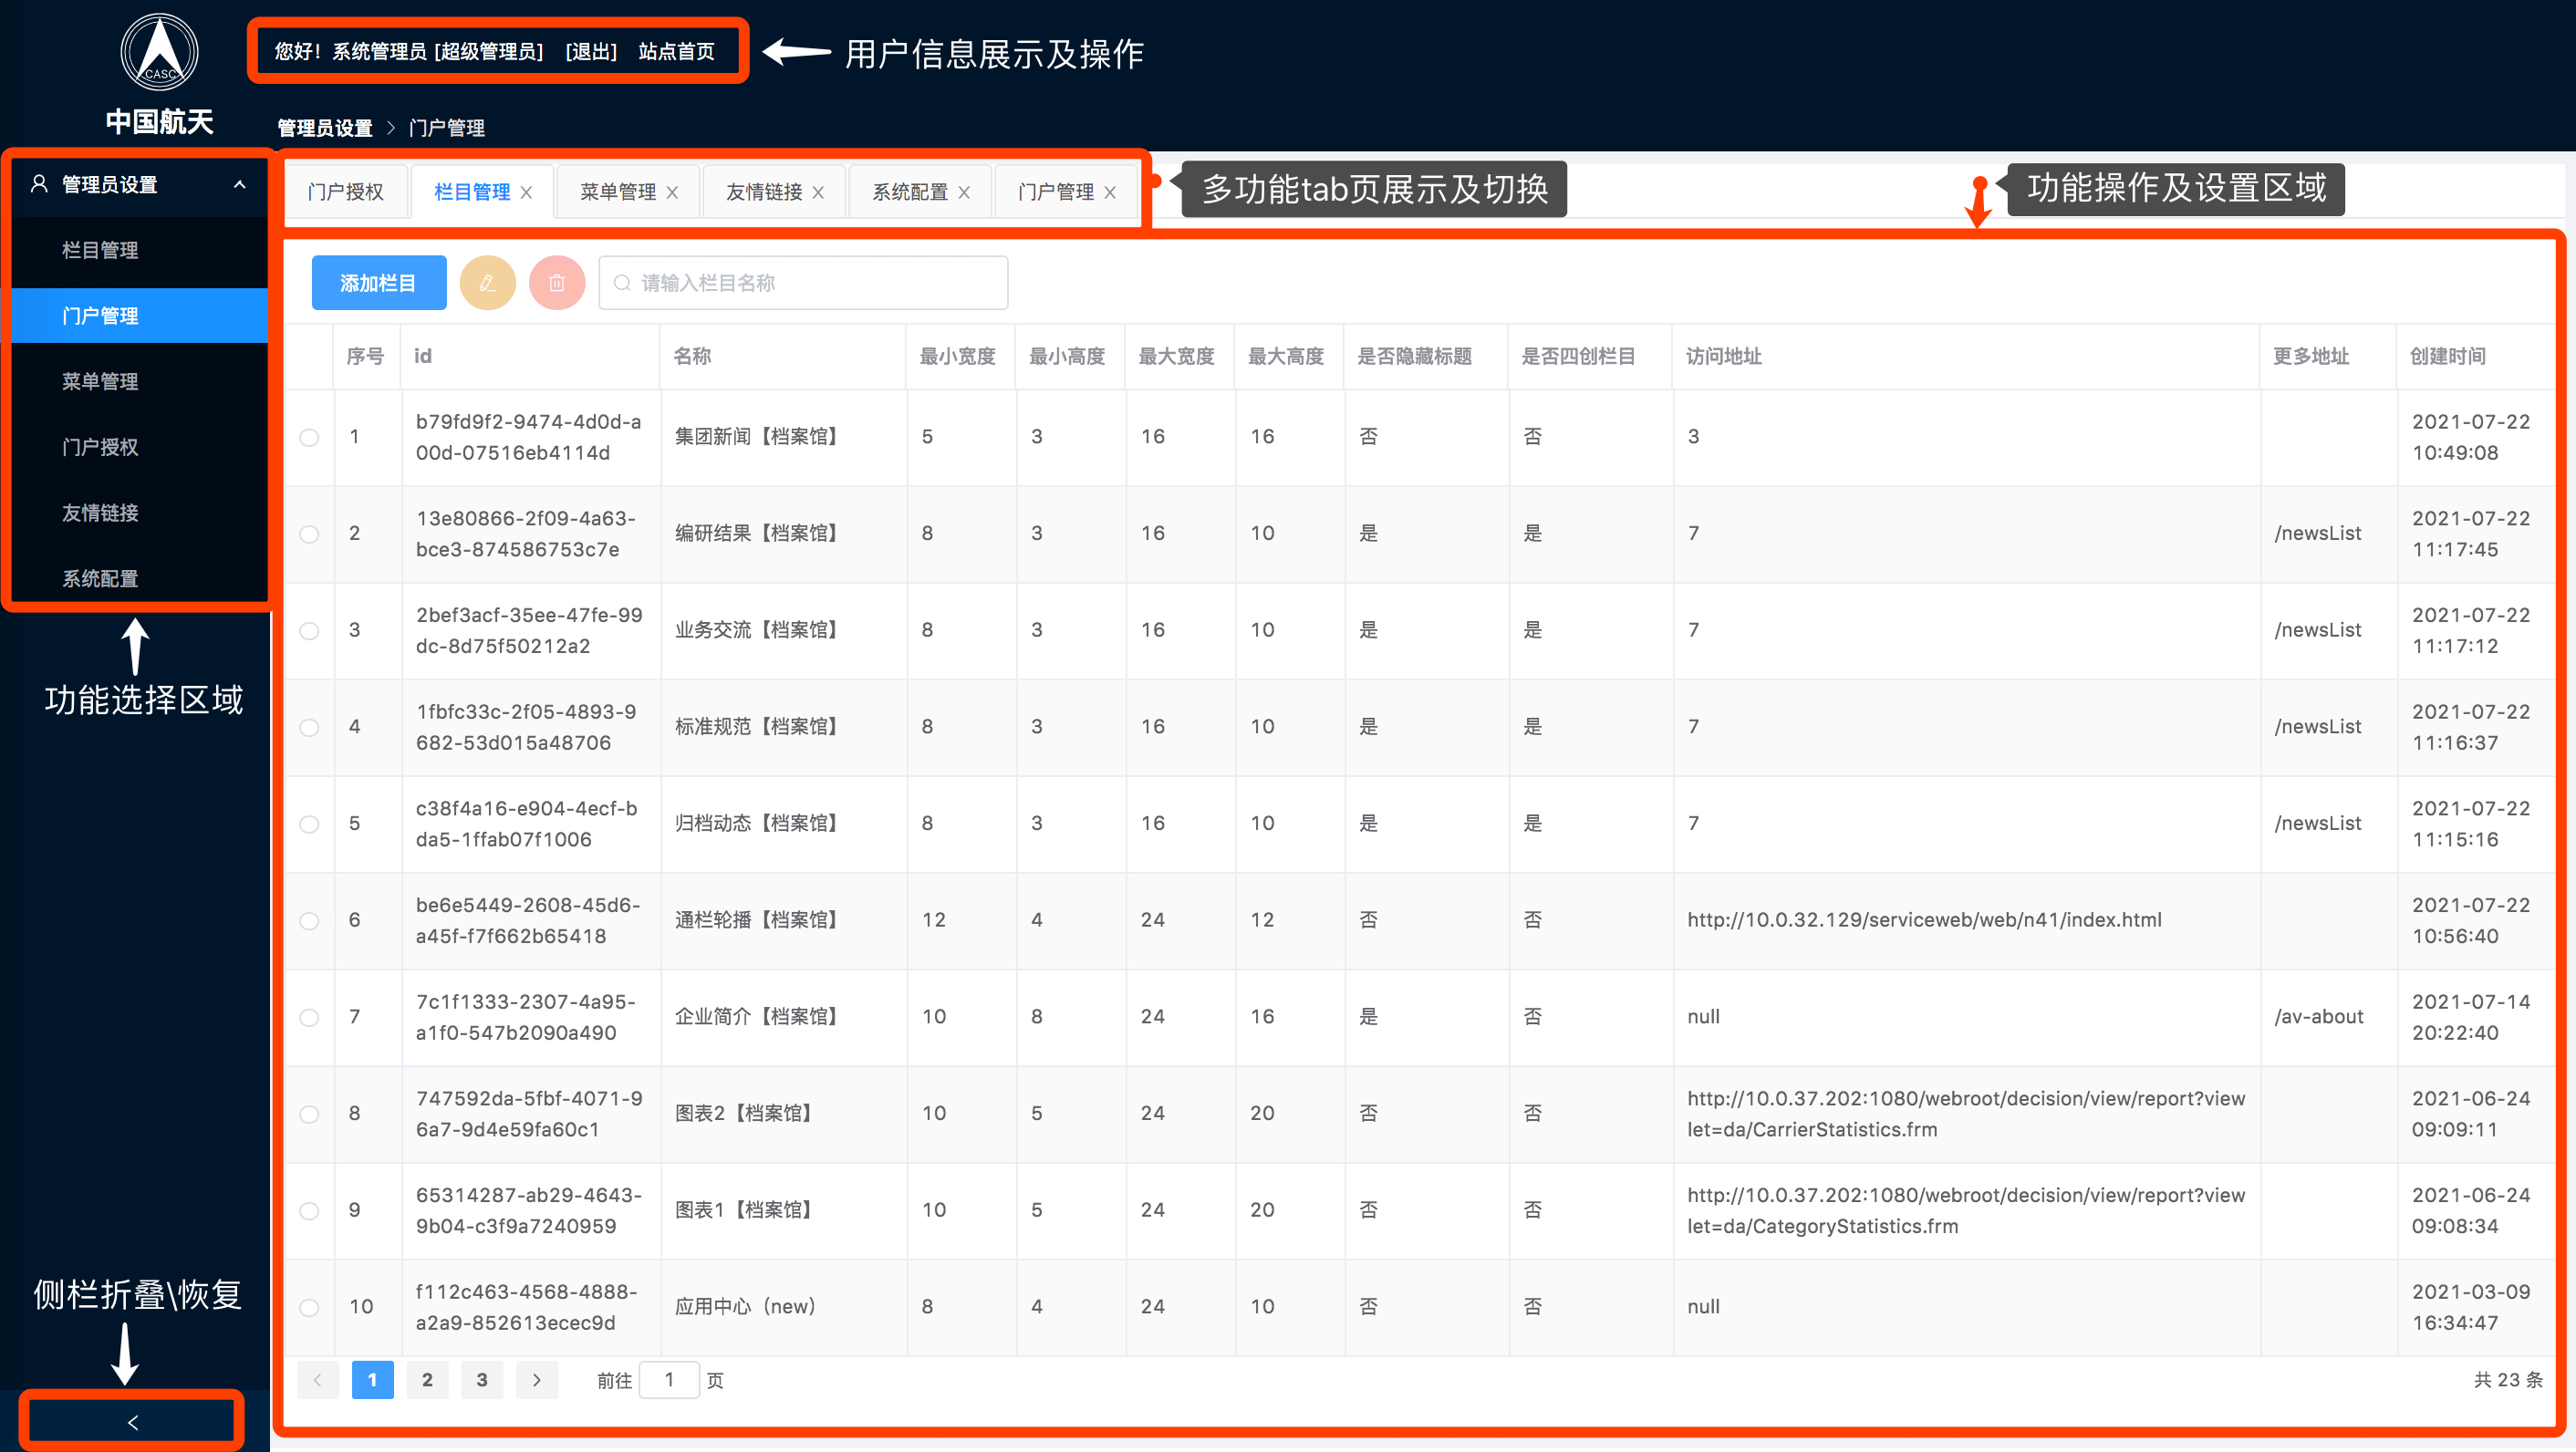 CASC
中国航天
您好！系统管理员 [超级管理员] [退出] 站点首页
用户信息展示及操作
管理员设置 > 门户管理
管理员设置
栏目管理
门户管理
菜单管理
门户授权
友情链接
系统配置
功能选择区域
侧栏折叠\恢复
<
门户授权 栏目管理 × 菜单管理 × 友情链接 × 系统配置 × 门户管理 ×
多功能tab页展示及切换
功能操作及设置区域
添加栏目 请输入栏目名称
序号 id 名称 最小宽度 最小高度 最大宽度 最大高度 是否隐藏标题 是否四创栏目 访问地址 更多地址 创建时间
1 b79fd9f2-9474-4d0d-a 集团新闻【档案馆】 5 3 16 16 否 否 3 2021-07-22
00d-07516eb4114d 10:49:08
2 13e80866-2f09-4a63- 编研结果【档案馆】 8 3 16 10 是 是 7 /newsList 2021-07-22
bce3-874586753c7e 11:17:45
3 2bef3acf-35ee-47fe-99 业务交流【档案馆】 8 3 16 10 是 是 7 /newsList 2021-07-22
dc-8d75f50212a2 11:17:12
4 1fbfc33c-2f05-4893-9 标准规范【档案馆】 8 3 16 10 是 是 7 /newsList 2021-07-22
682-53d015a48706 11:16:37
5 c38f4a16-e904-4ecf-b 归档动态【档案馆】 8 3 16 10 是 是 7 /newsList 2021-07-22
da5-1ffab07f1006 11:15:16
6 be6e5449-2608-45d6- 通栏轮播【档案馆】 12 4 24 12 否 否 http://10.0.32.129/serviceweb/web/n41/index.html 2021-07-22
a45f-f7f662b65418 10:56:40
7 7c1f1333-2307-4a95- 企业简介【档案馆】 10 8 24 16 是 否 null /av-about 2021-07-14
a1f0-547b2090a490 20:22:40
8 747592da-5fbf-4071-9 图表2【档案馆】 10 5 24 20 否 否 http://10.0.37.202:1080/webroot/decision/view/report?view 2021-06-24
6a7-9d4e59fa60c1 let=da/CarrierStatistics.frm 09:09:11
9 65314287-ab29-4643- 图表1【档案馆】 10 5 24 20 否 否 http://10.0.37.202:1080/webroot/decision/view/report?view 2021-06-24
9b04-c3f9a7240959 let=da/CategoryStatistics.frm 09:08:34
10 f112c463-4568-4888- 应用中心（new） 8 4 24 10 否 否 null 2021-03-09
a2a9-852613ecec9d 16:34:47
< 1 2 3 > 前往 1 页 共 23 条